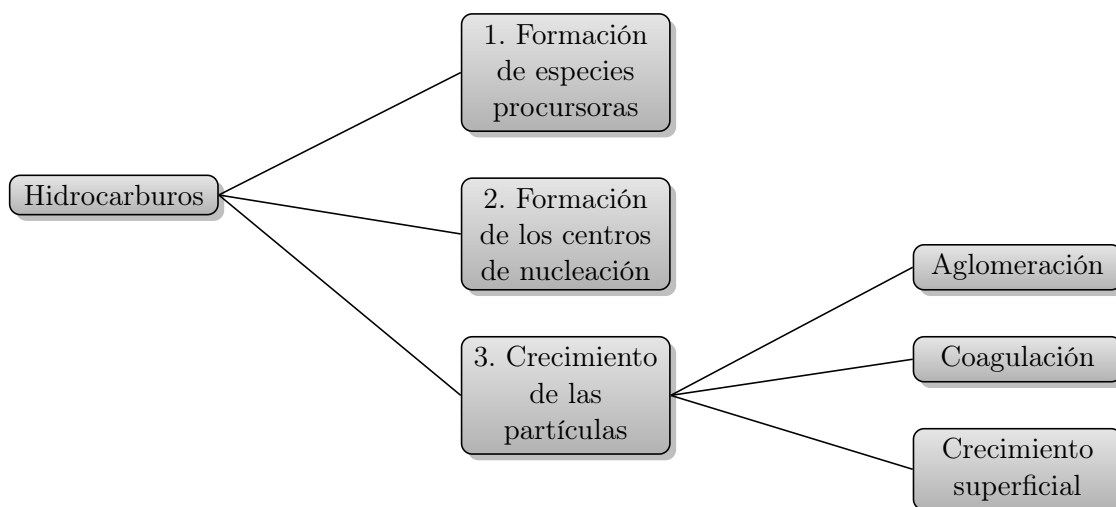 1. Formación
de especies
procursoras
Hidrocarburos
2. Formación
de los centros
de nucleación
3. Crecimiento
de las
partículas
Aglomeración
Coagulación
Crecimiento
superficial